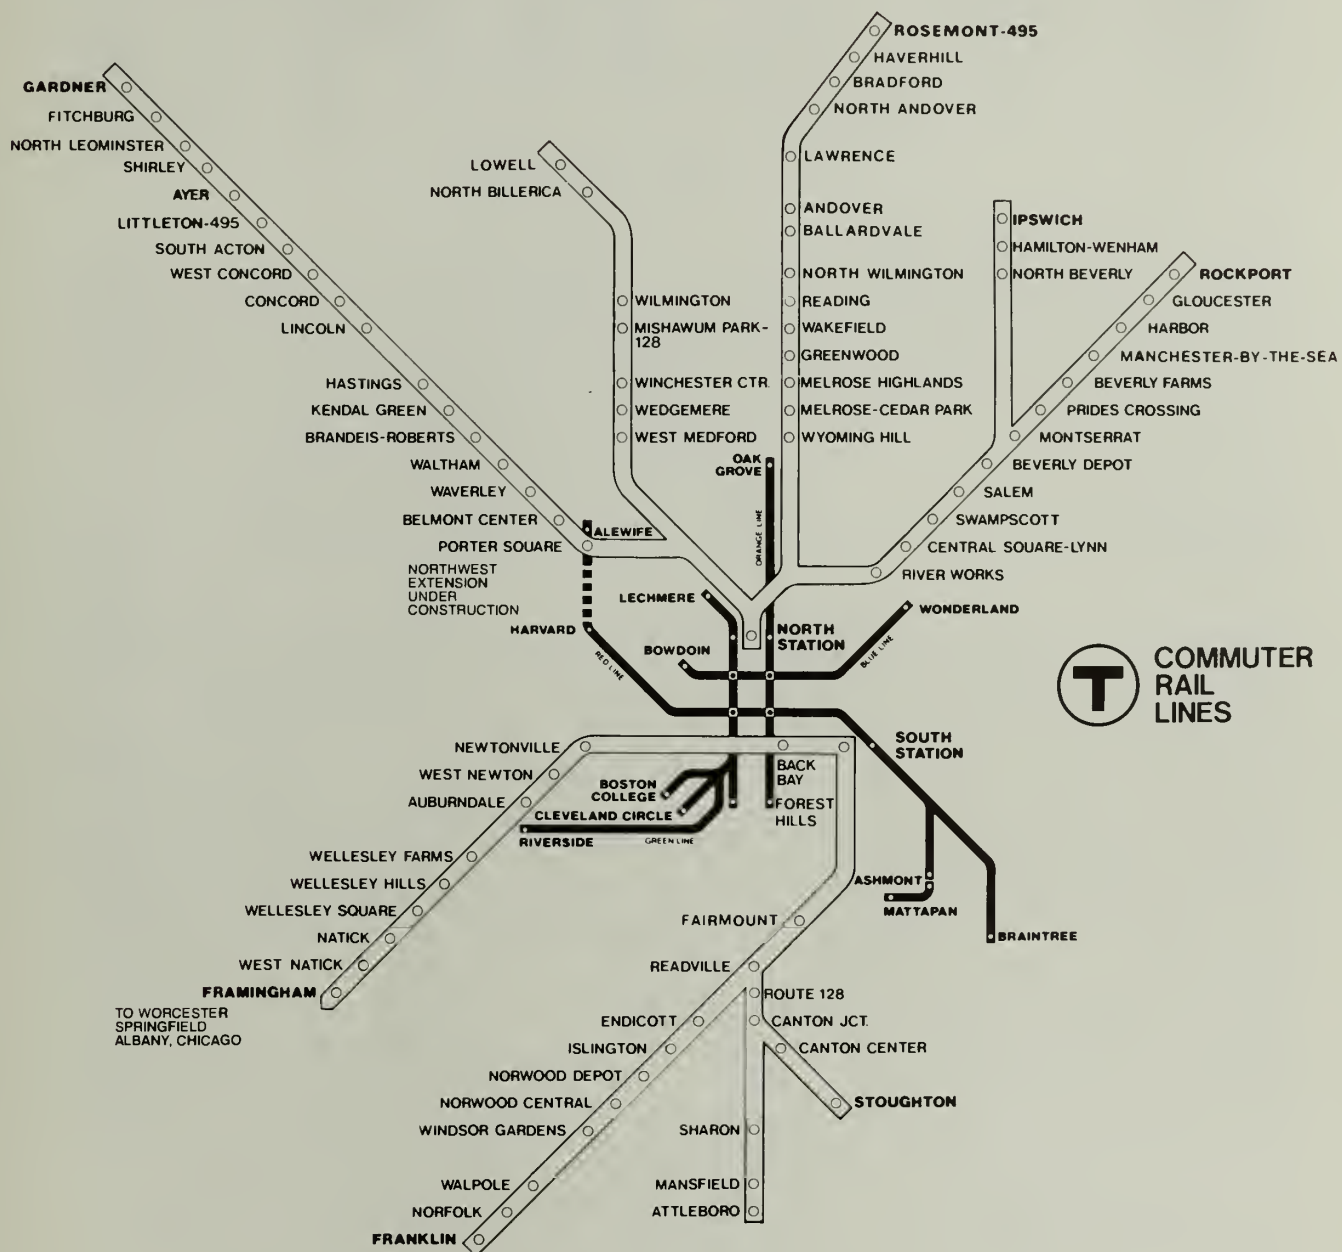 ROSEMONT-495
HAVERHILL
BRADFORD
NORTH ANDOVER
LAWRENCE
ANDOVER
BALLARDVALE
NORTH WILMINGTON
READING
WAKEFIELD
GREENWOOD
MELROSE HIGHLANDS
MELROSE-CEDAR PARK
WYOMING HILL
GARDNER
FITCHBURG
NORTH LEOMINSTER
SHIRLEY
AYER
LITTLETON-495
SOUTH ACTON
WEST CONCORD
CONCORD
LINCOLN
HASTINGS
KENDAL GREEN
BRANDEIS-ROBERTS
WALTHAM
WAVERLEY
BELMONT CENTER
PORTER SQUARE
LOWELL
NORTH BILLERICA
WILMINGTON
MISHAWUM PARK-
128
WINCHESTER CTR.
WEDGEMERE
WEST MEDFORD
IPSWICH
HAMILTON-WENHAM
NORTH BEVERLY
ROCKPORT
GLOUCESTER
HARBOR
MANCHESTER-BY-THE-SEA
BEVERLY FARMS
PRIDES CROSSING
MONTSERRAT
BEVERLY DEPOT
SALEM
SWAMPSCOTT
CENTRAL SQUARE-LYNN
RIVER WORKS
OAK
GROVE
ORANGE LINE
ALEWIFE
NORTHWEST
EXTENSION
UNDER
CONSTRUCTION
LECHMERE
HARVARD
RED LINE
NORTH
STATION
BOWDOIN
WONDERLAND
BLUE LINE
T
COMMUTER
RAIL
LINES
SOUTH
STATION
NEWTONVILLE
WEST NEWTON
AUBURNDALE
WELLESLEY FARMS
WELLESLEY HILLS
WELLESLEY SQUARE
NATICK
WEST NATICK
FRAMINGHAM
TO WORCESTER
SPRINGFIELD
ALBANY, CHICAGO
BACK
BAY
BOSTON
COLLEGE
CLEVELAND CIRCLE
RIVERSIDE
GREEN LINE
FOREST
HILLS
ASHMONT
MATTAPAN
BRAINTREE
FAIRMOUNT
READVILLE
ROUTE 128
CANTON JCT.
CANTON CENTER
STOUGHTON
SHARON
MANSFIELD
ATTLEBORO
ENDICOTT
ISLINGTON
NORWOOD DEPOT
NORWOOD CENTRAL
WINDSOR GARDENS
WALPOLE
NORFOLK
FRANKLIN